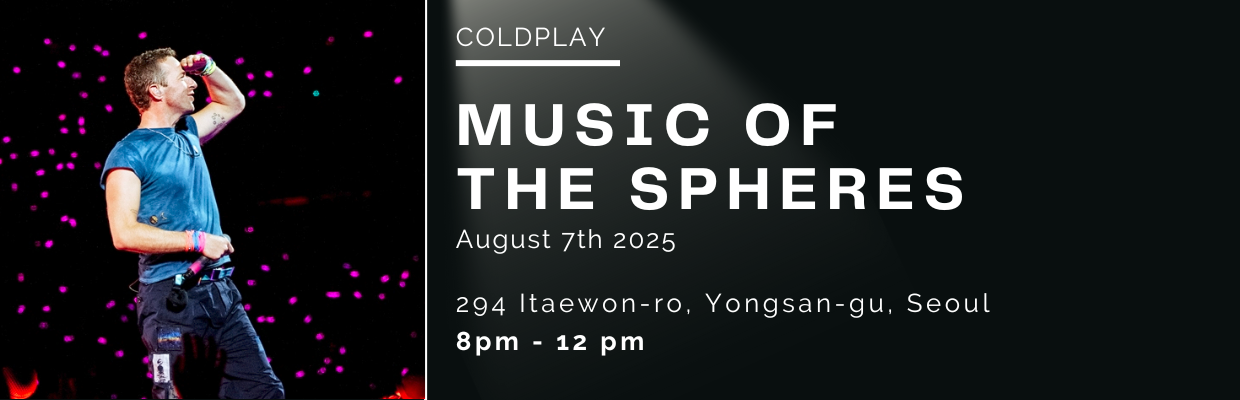 COLDPLAY
MUSIC OF
THE SPHERES
August 7th 2025
294 Itaewon-ro, Yongsan-gu, Seoul
8pm - 12 pm